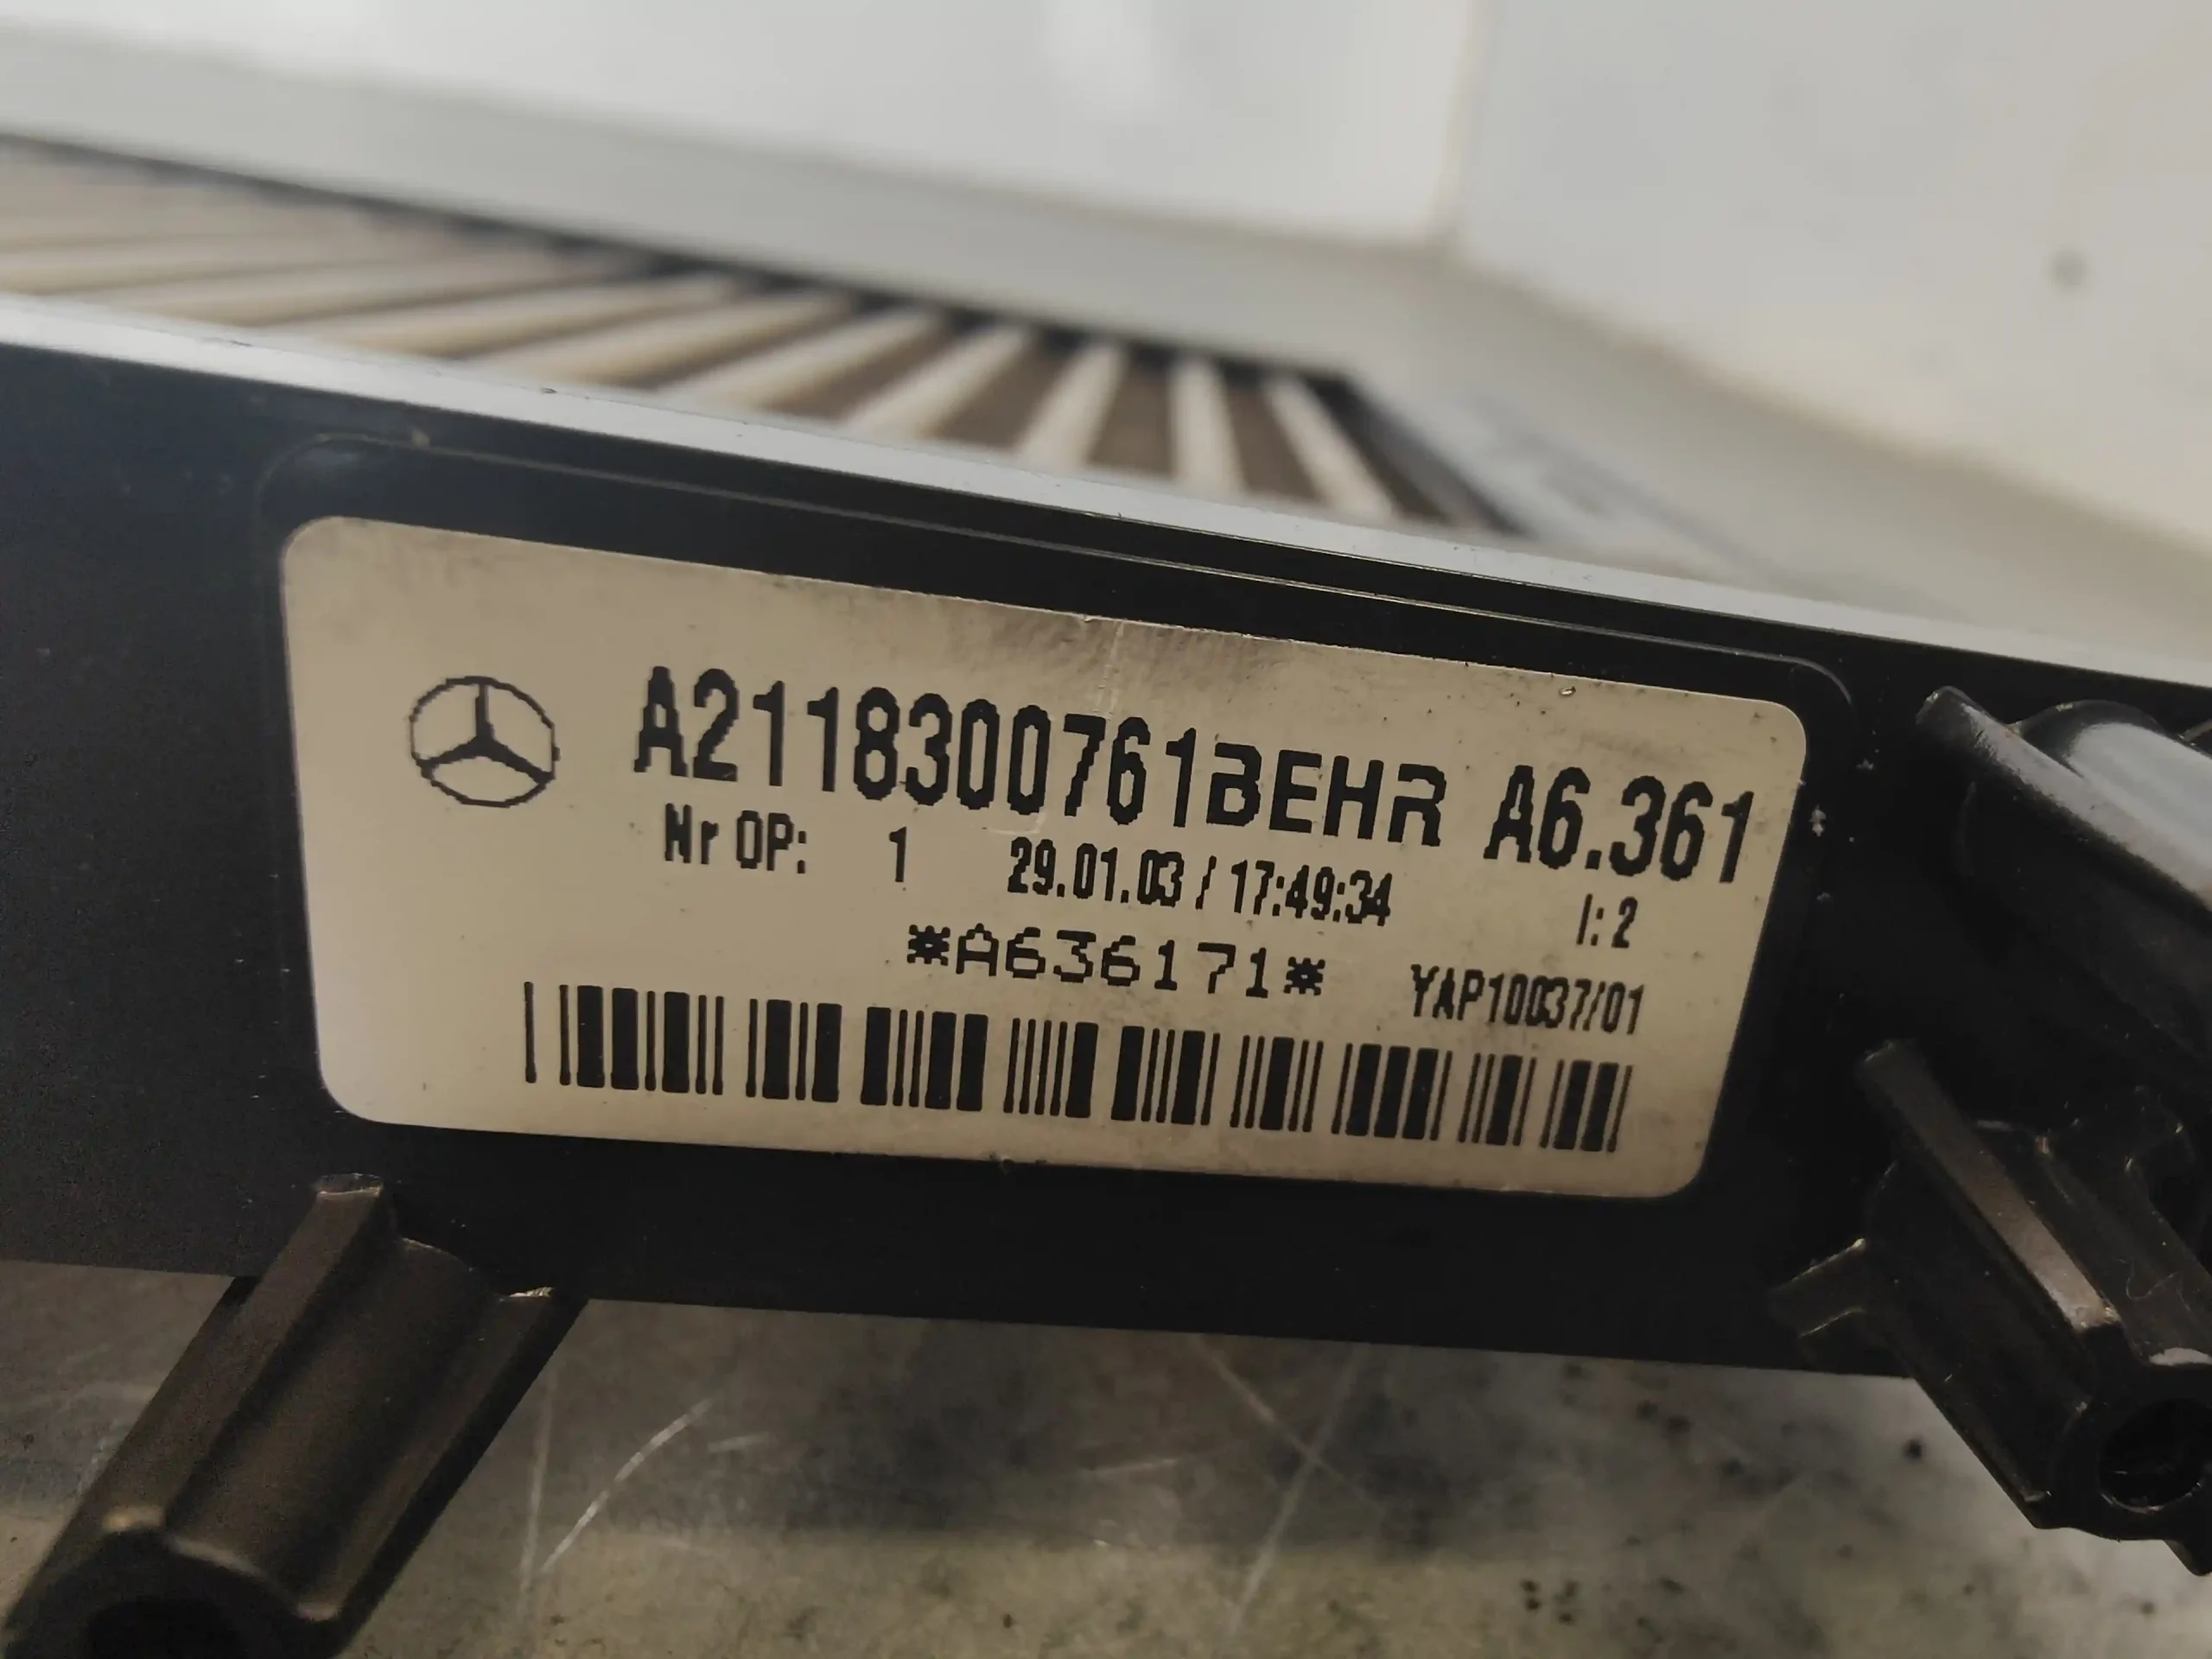 A2118300761BEHR A6.361
Nr OP: 1 29.01.03 / 17:49:34 I: 2
*A636171* YAP10037/01